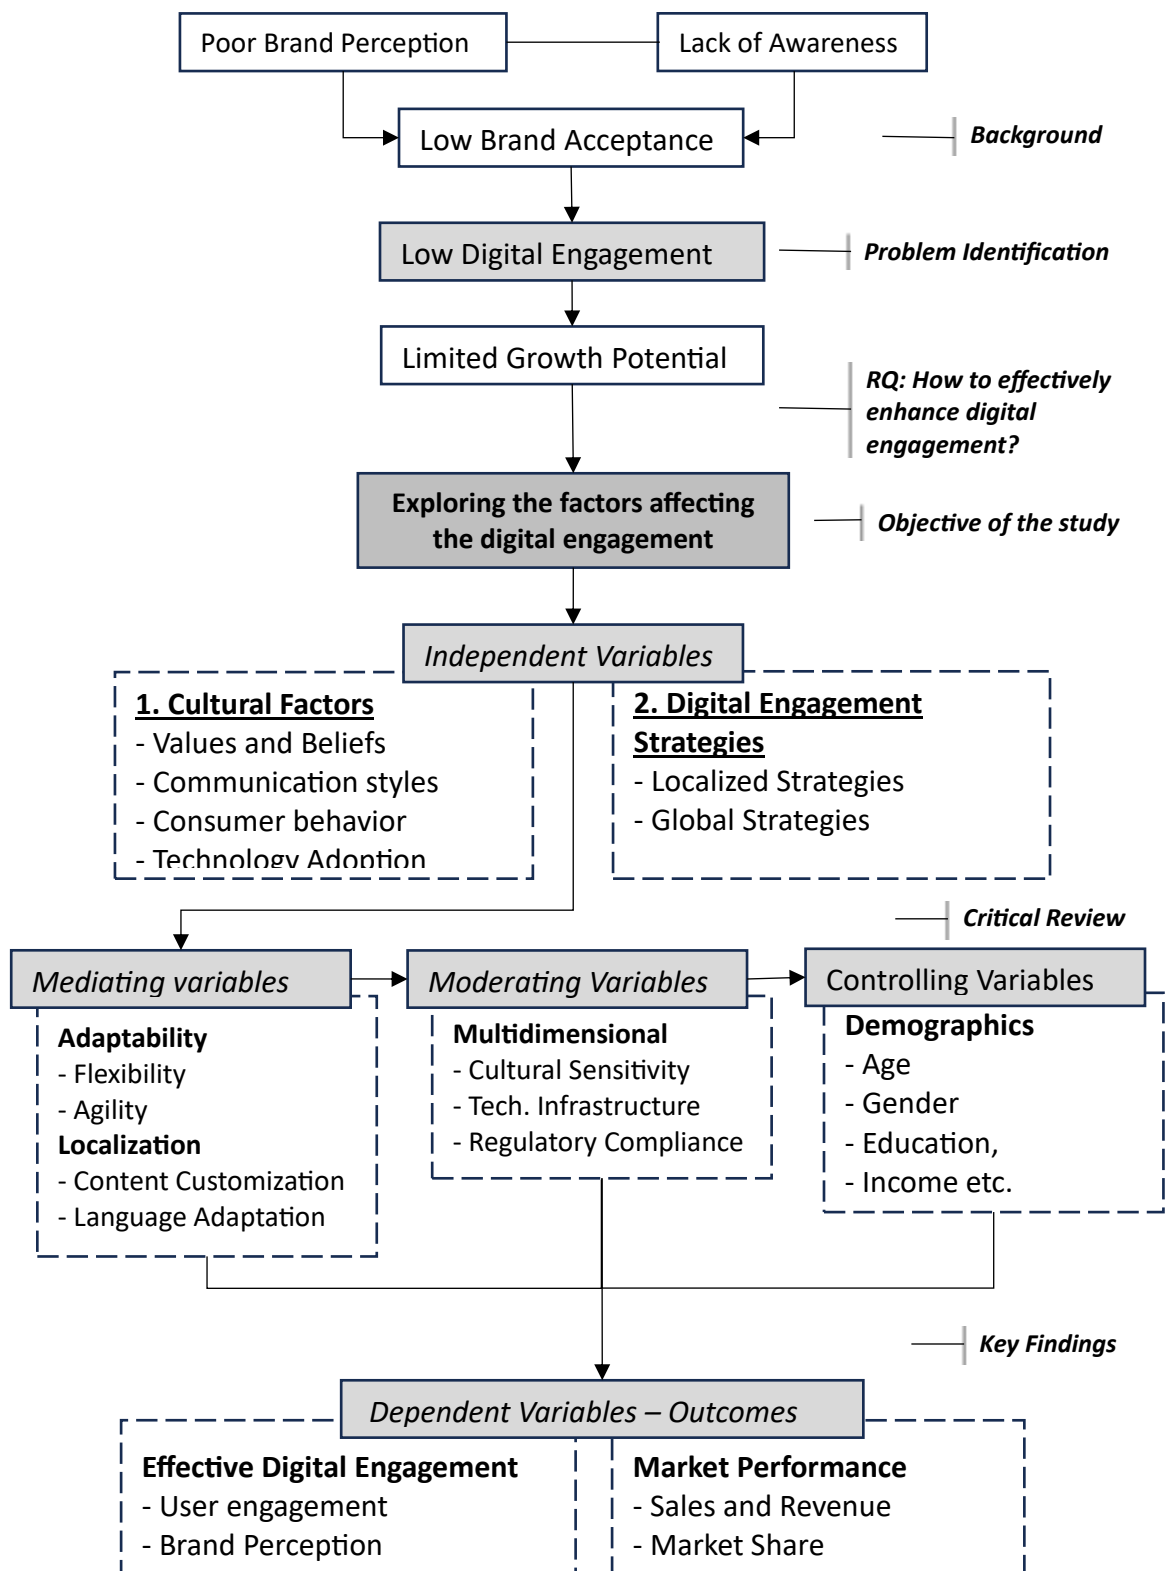 Poor Brand Perception
Lack of Awareness
Low Brand Acceptance
Background
Low Digital Engagement
Problem Identification
Limited Growth Potential
RQ: How to effectively
enhance digital
engagement?
Exploring the factors affecting
the digital engagement
Objective of the study
Independent Variables
1. Cultural Factors
- Values and Beliefs
- Communication styles
- Consumer behavior
- Technology Adoption
2. Digital Engagement
Strategies
- Localized Strategies
- Global Strategies
Critical Review
Mediating variables
Moderating Variables
Controlling Variables
Adaptability
- Flexibility
- Agility
Localization
- Content Customization
- Language Adaptation
Multidimensional
- Cultural Sensitivity
- Tech. Infrastructure
- Regulatory Compliance
Demographics
- Age
- Gender
- Education,
- Income etc.
Key Findings
Dependent Variables – Outcomes
Effective Digital Engagement
- User engagement
- Brand Perception
Market Performance
- Sales and Revenue
- Market Share